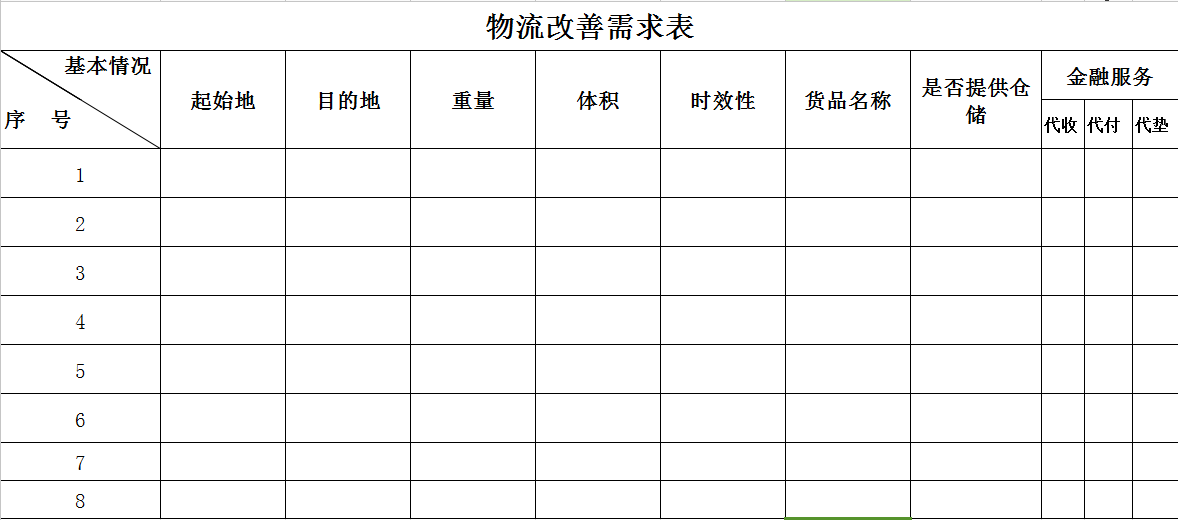 物流改善需求表
基本情况
序 号
起始地
目的地
重量
体积
时效性
货品名称
是否提供仓
储
金融服务
代收
代付
代垫
1
2
3
4
5
6
7
8